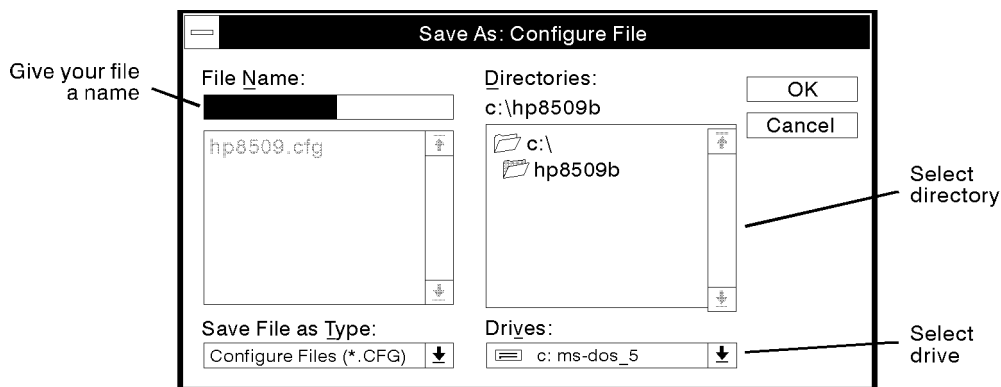 Save As: Configure File
Give your file
a name
File Name:
hp8509.cfg
Save File as Type:
Configure Files (*.CFG)
Directories:
c:\hp8509b
c:\
hp8509b
Drives:
c: ms-dos_5
OK
Cancel
Select
directory
Select
drive